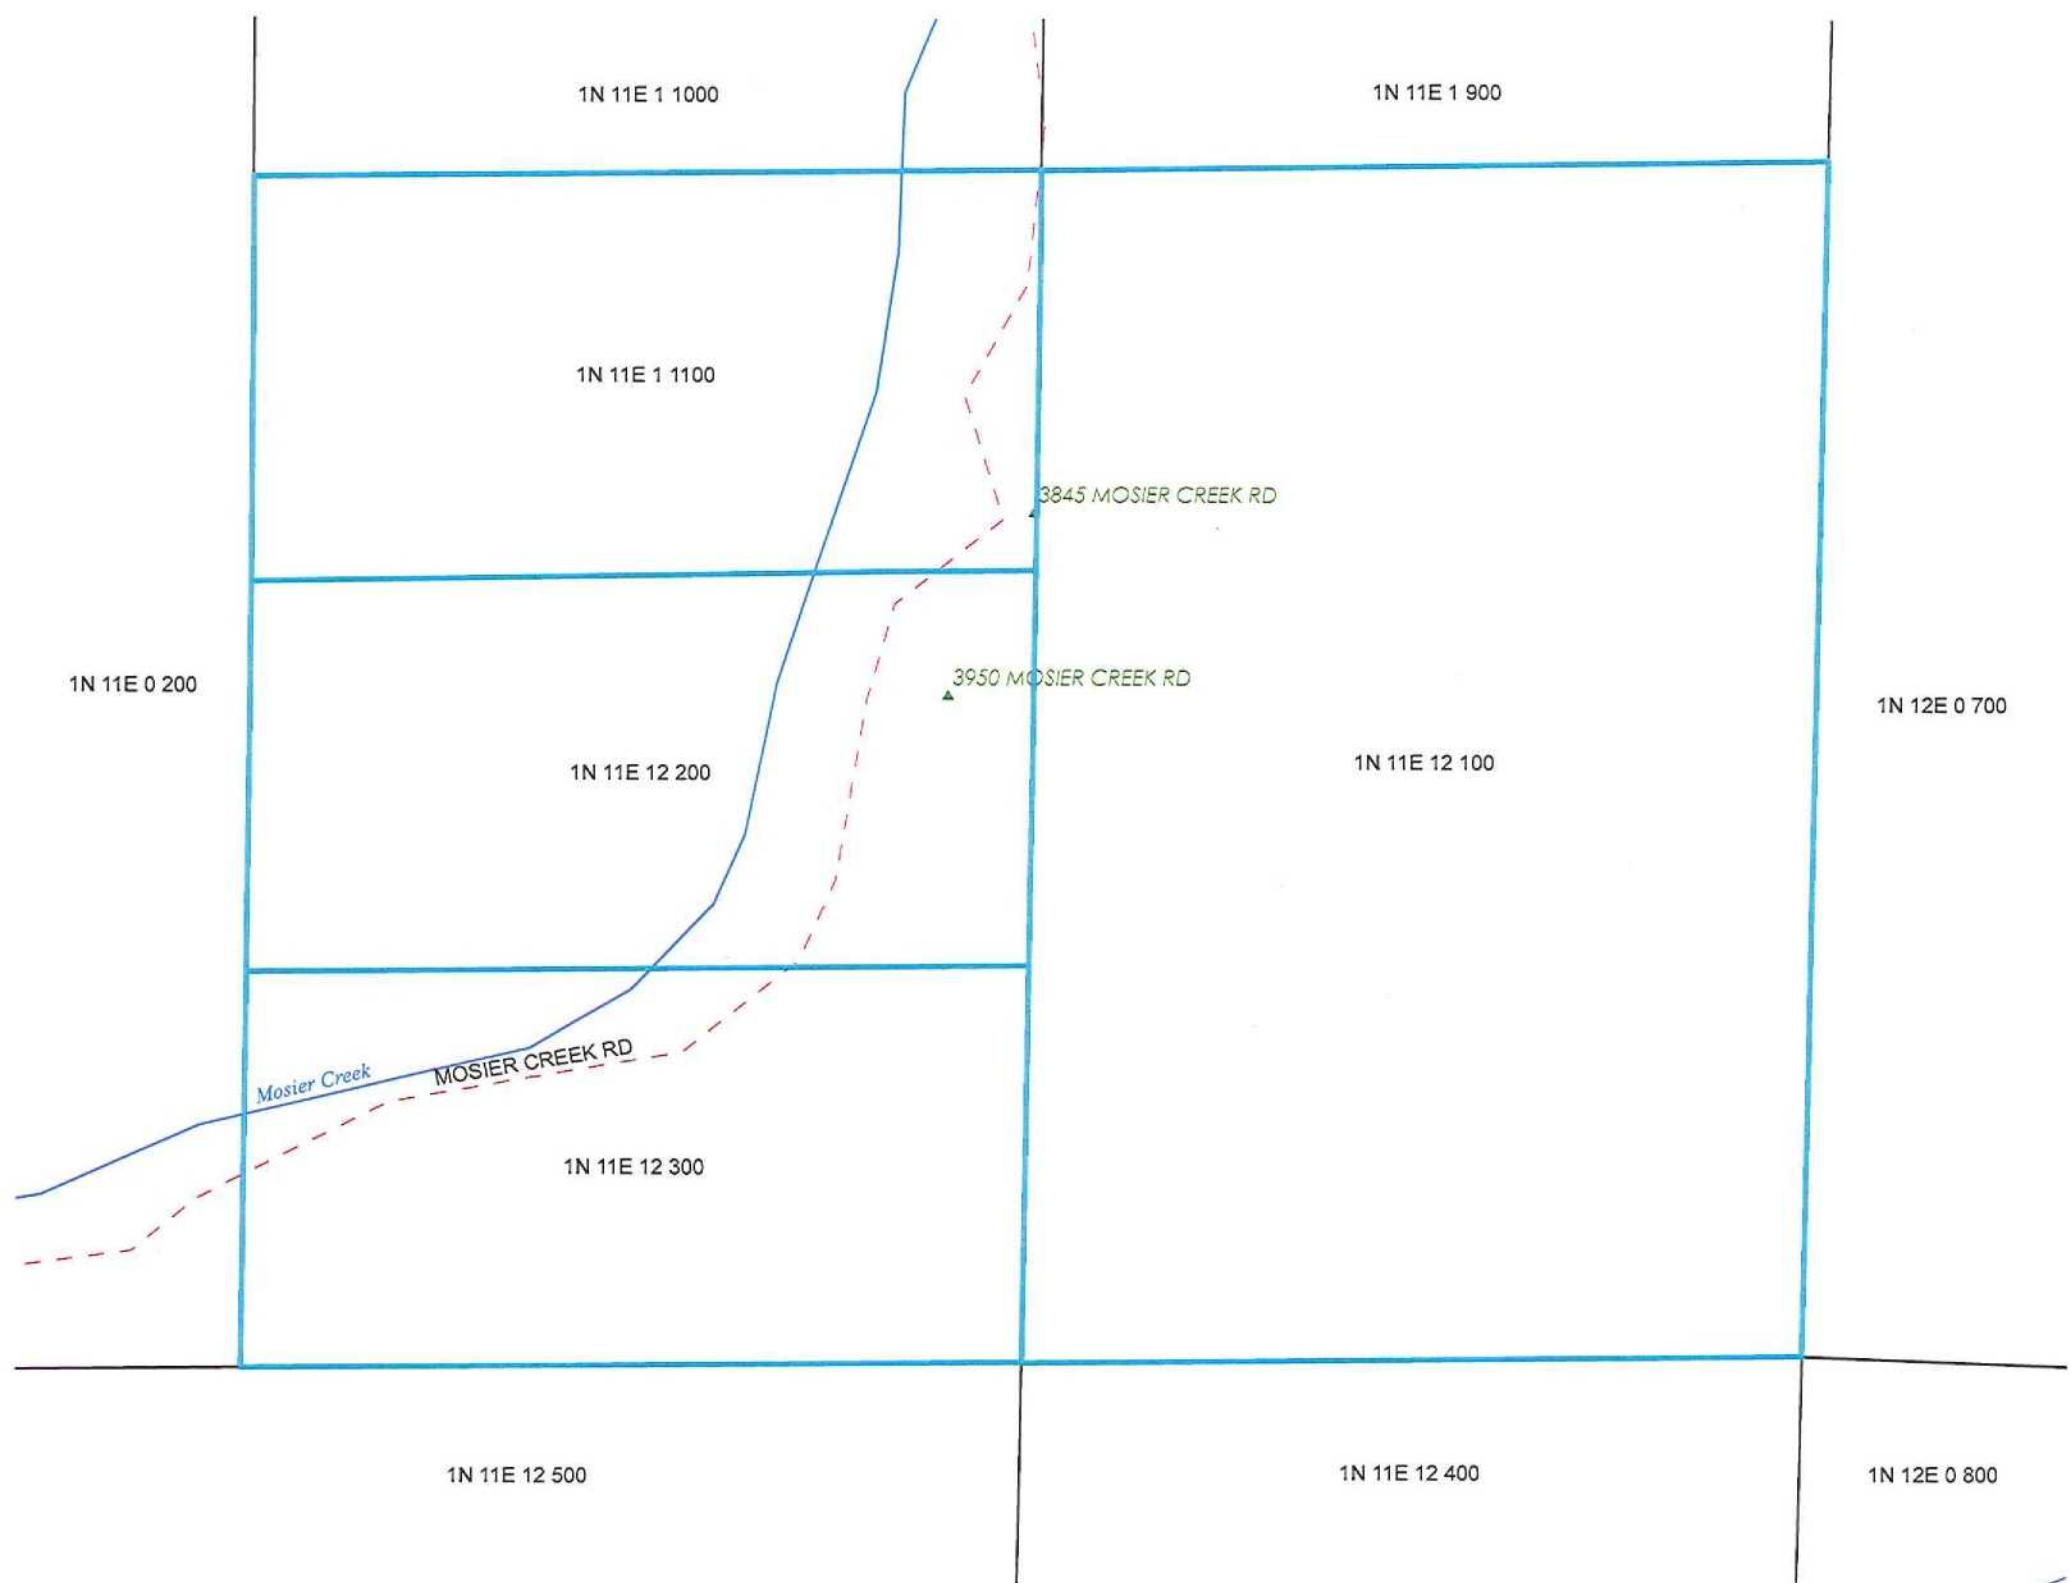 1N 11E 1 1000
1N 11E 1 900
1N 11E 1 1100
3845 MOSIER CREEK RD
1N 11E 0 200
3950 MOSIER CREEK RD
1N 12E 0 700
1N 11E 12 200
1N 11E 12 100
Mosier Creek
MOSIER CREEK RD
1N 11E 12 300
1N 11E 12 500
1N 11E 12 400
1N 12E 0 800